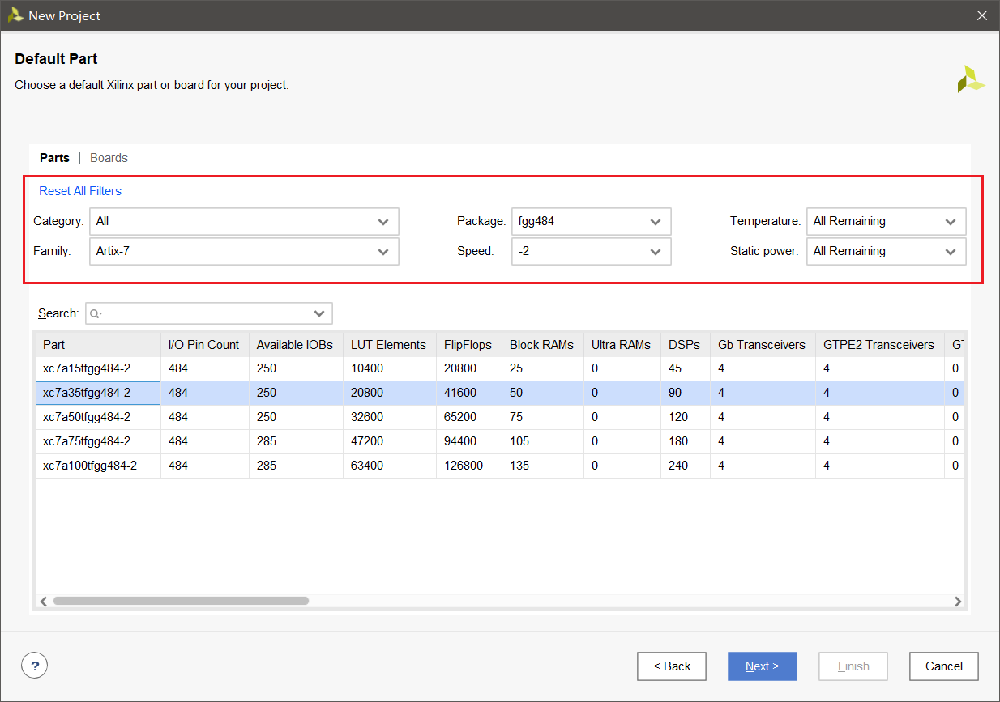 New Project
Default Part
Choose a default Xilinx part or board for your project.
Parts | Boards
Reset All Filters
Category: All Package: fgg484 Temperature: All Remaining
Family: Artix-7 Speed: -2 Static power: All Remaining
Search:
Part I/O Pin Count Available IOBs LUT Elements FlipFlops Block RAMs Ultra RAMs DSPs Gb Transceivers GTPE2 Transceivers GT
xc7a15tfgg484-2 484 250 10400 20800 25 0 45 4 4 0
xc7a35tfgg484-2 484 250 20800 41600 50 0 90 4 4 0
xc7a50tfgg484-2 484 250 32600 65200 75 0 120 4 4 0
xc7a75tfgg484-2 484 285 47200 94400 105 0 180 4 4 0
xc7a100tfgg484-2 484 285 63400 126800 135 0 240 4 4 0
? < Back Next > Finish Cancel